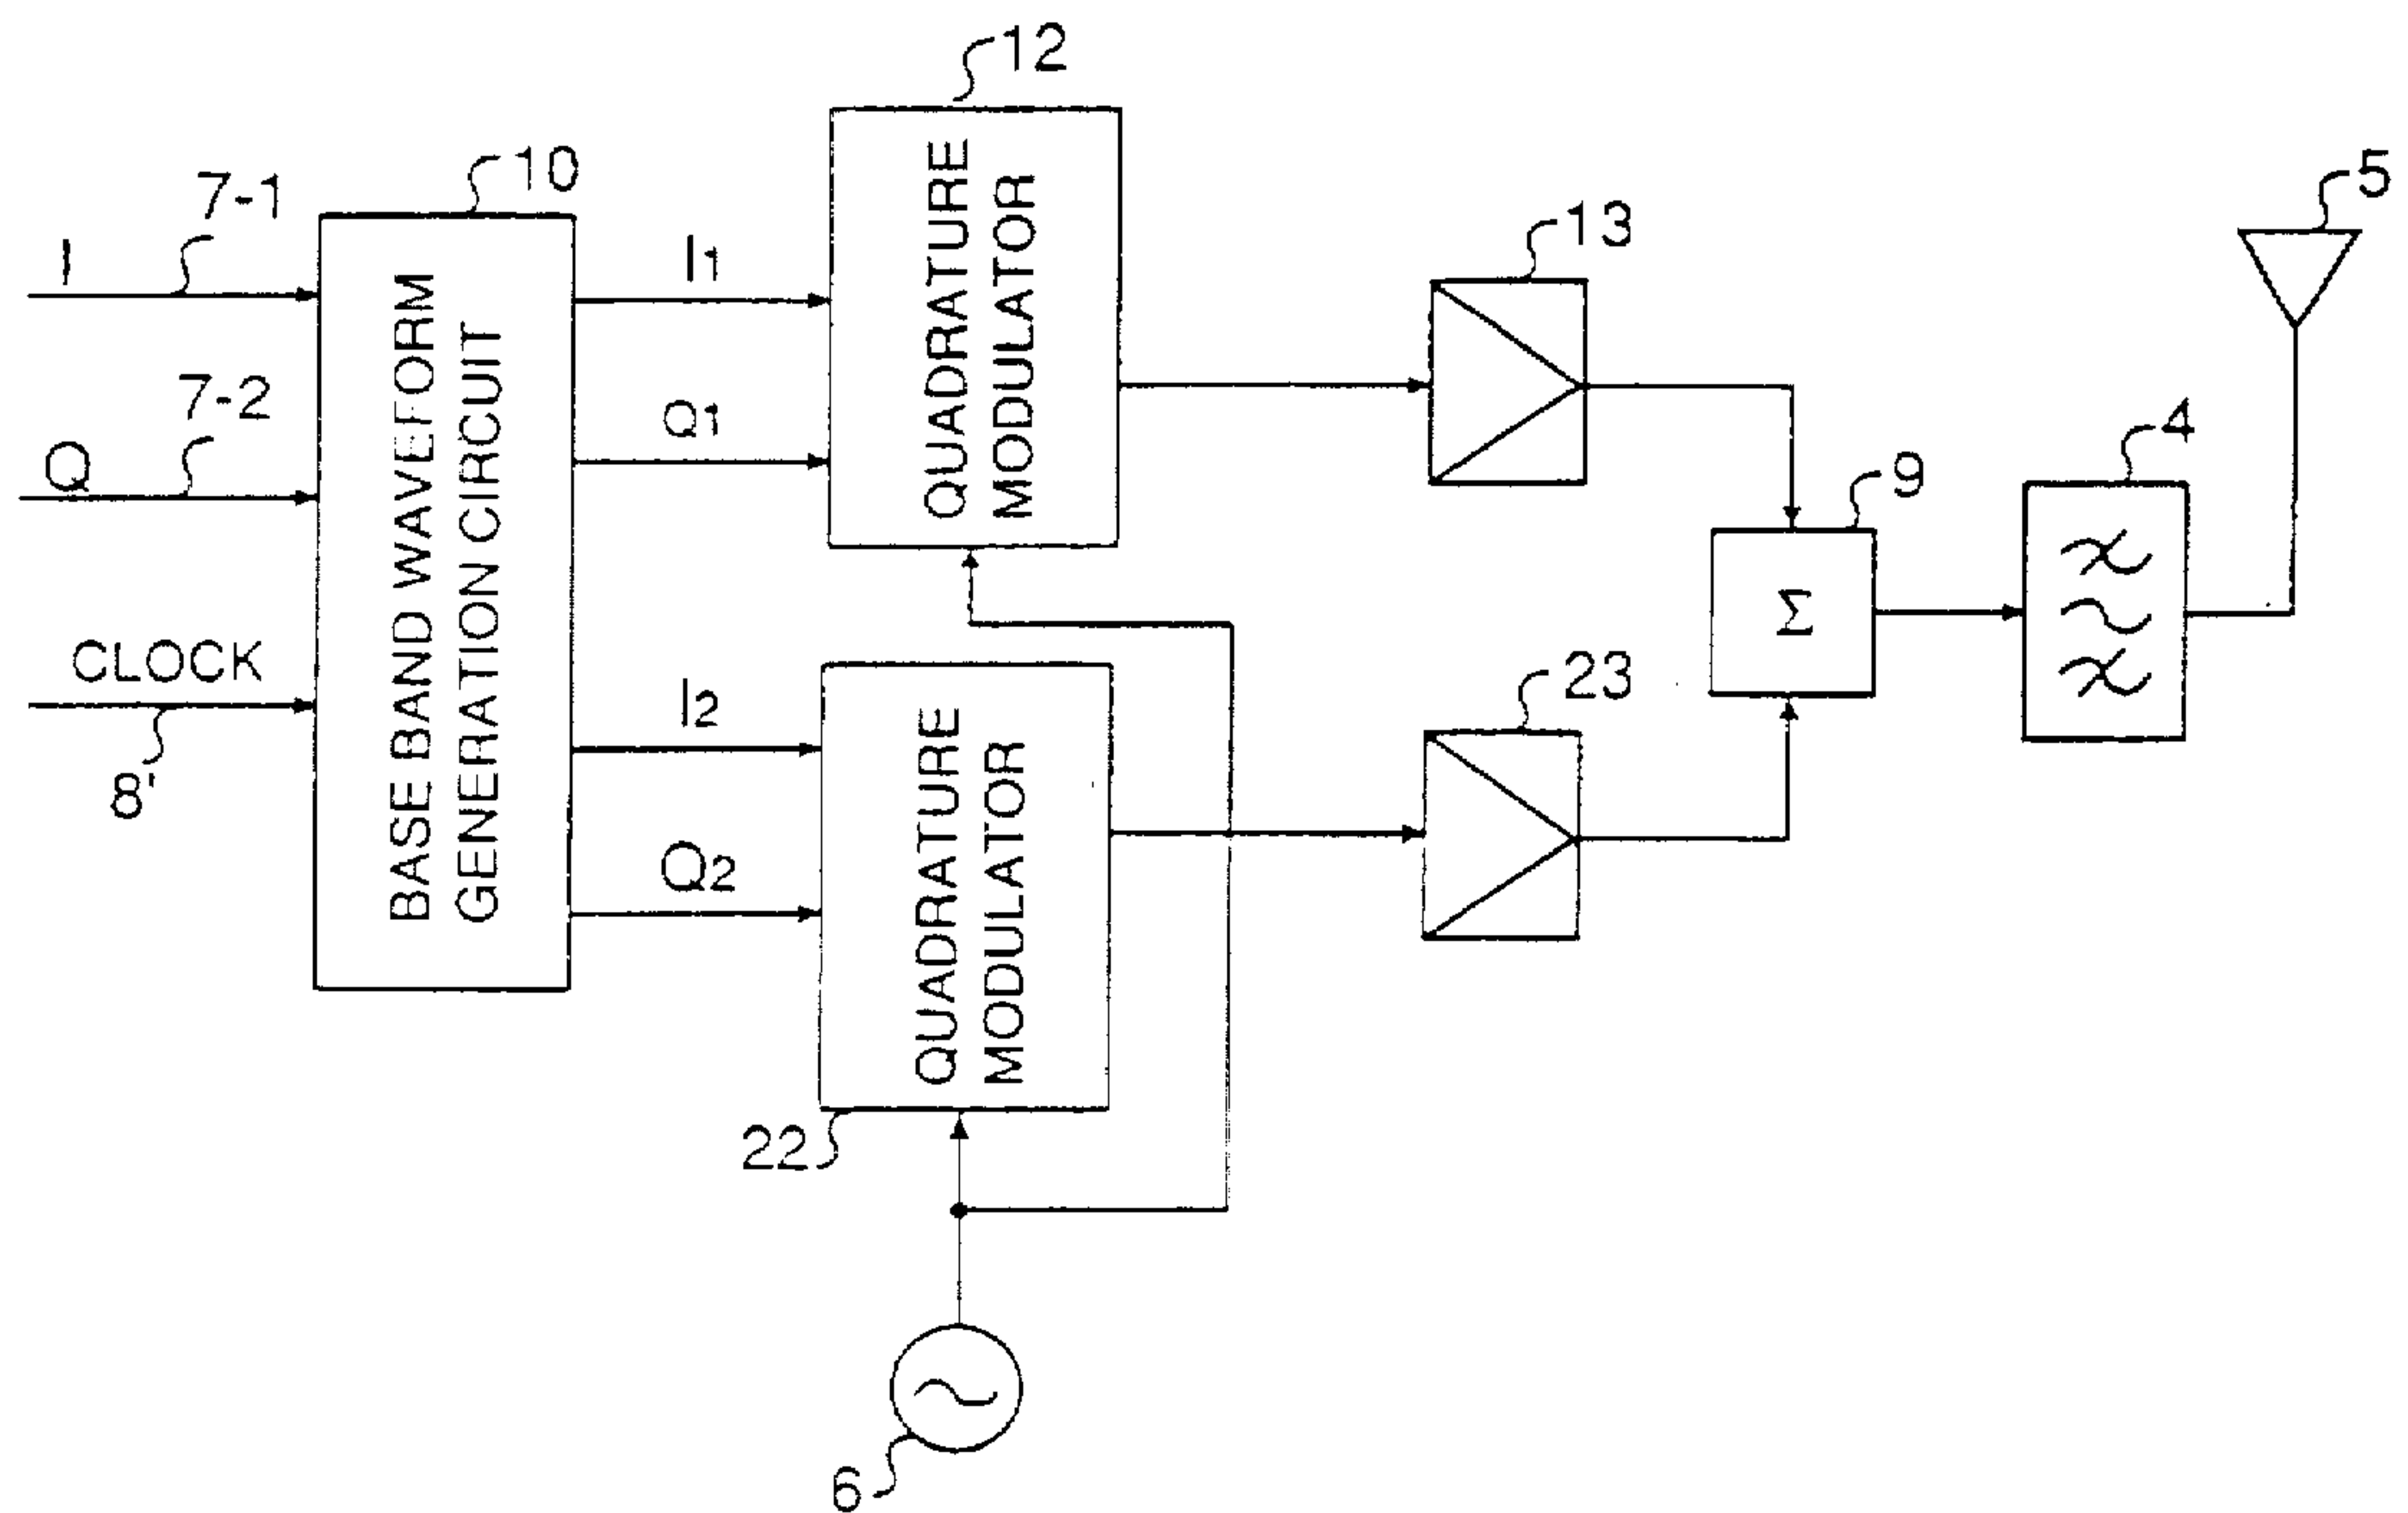 12
10
7-1
I
5
13
I1
QUADRATURE
MODULATOR
7-2
Q1
Q
BASE BAND WAVEFORM
GENERATION CIRCUIT
4
9
Σ
CLOCK
8'
I2
23
Q2
QUADRATURE
MODULATOR
22
6